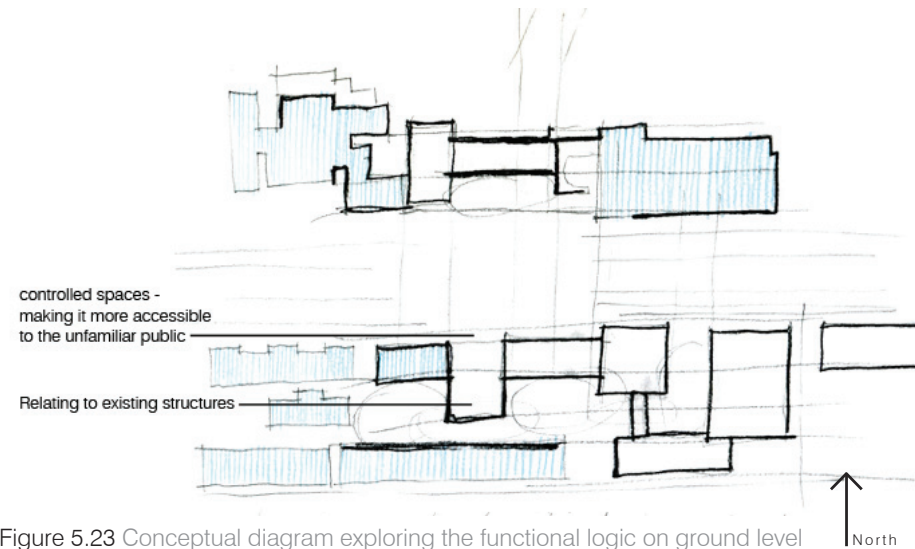 controlled spaces -
making it more accessible
to the unfamiliar public
Relating to existing structures
Figure 5.23 Conceptual diagram exploring the functional logic on ground level
North